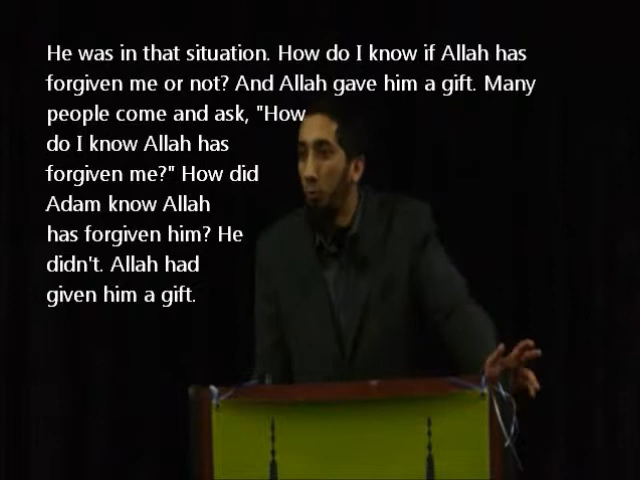 He was in that situation. How do I know if Allah has
forgiven me or not? And Allah gave him a gift. Many
people come and ask, "How
do I know Allah has
forgiven me?" How did
Adam know Allah
has forgiven him? He
didn't. Allah had
given him a gift.